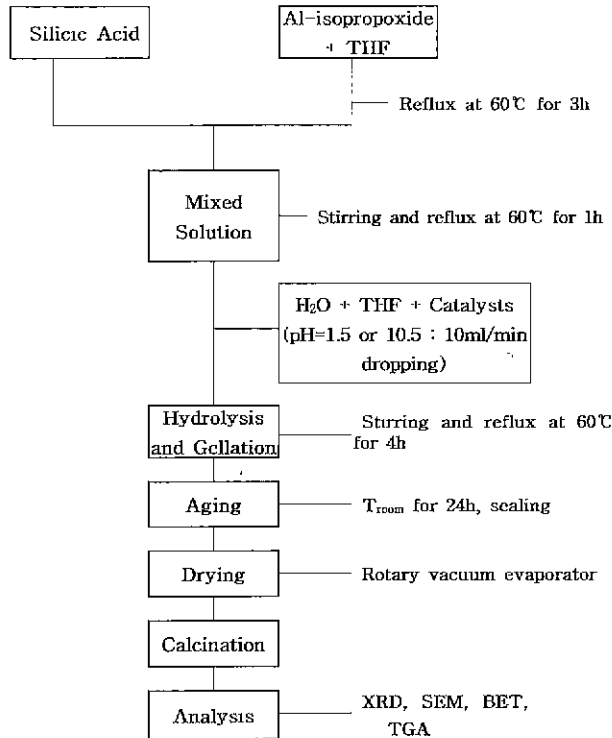 Silicic Acid
Al-isopropoxide
+ THF
Reflux at 60℃ for 3h
Mixed
Solution
Stirring and reflux at 60℃ for 1h
H₂O + THF + Catalysts
(pH=1.5 or 10.5 : 10ml/min
dropping)
Hydrolysis
and Gellation
Stirring and reflux at 60℃
for 4h
Aging
Troom for 24h, sealing
Drying
Rotary vacuum evaporator
Calcination
Analysis
XRD, SEM, BET,
TGA